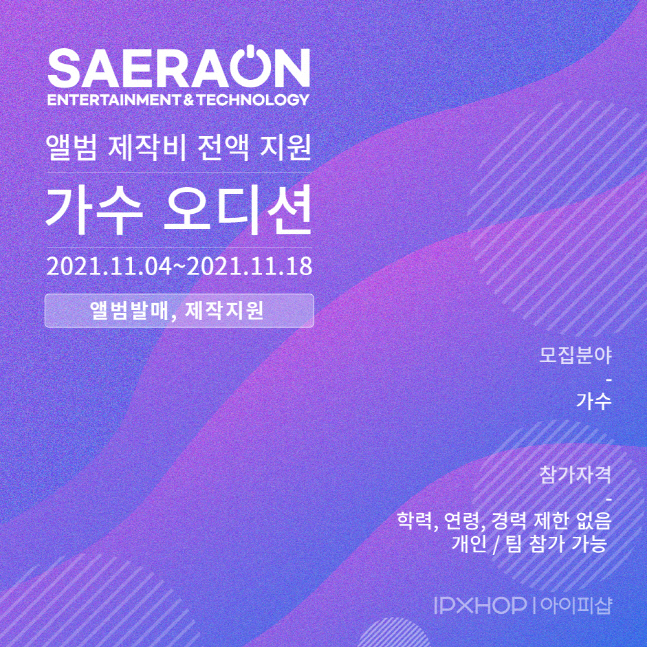 SAERAON
ENTERTAINMENT & TECHNOLOGY
앨범 제작비 전액 지원
가수 오디션
2021.11.04~2021.11.18
앨범발매, 제작지원
모집분야
-
가수
참가자격
-
학력, 연령, 경력 제한 없음
개인 / 팀 참가 가능
IPXHOP | 아이피샵